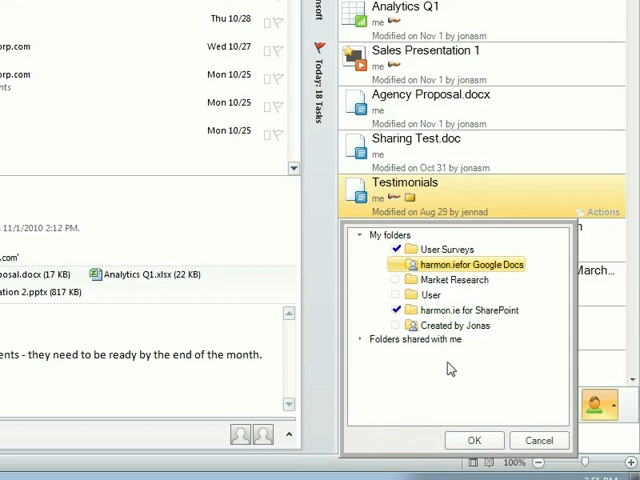 Thu 10/28
orp.com
Wed 10/27
orp.com
Mon 10/25
nts
Mon 10/25
Mon 10/25
11/1/2010 2:12 PM.
.com'
posal.docx (17 KB)
Analytics Q1.xlsx (22 KB)
ation 2.pptx (817 KB)
ents - they need to be ready by the end of the month.
Today: 18 Tasks
Analytics Q1
me
Modified on Nov 1 by jonasm
Sales Presentation 1
me
Modified on Nov 1 by jonasm
Agency Proposal.docx
me
Modified on Nov 1 by jonasm
Sharing Test.doc
me
Modified on Oct 31 by jonasm
Testimonials
me
Modified on Aug 29 by jennad
Actions
My folders
User Surveys
harmon.iefor Google Docs
Market Research
User
harmon.ie for SharePoint
Created by Jonas
Folders shared with me
March...
OK
Cancel
100%